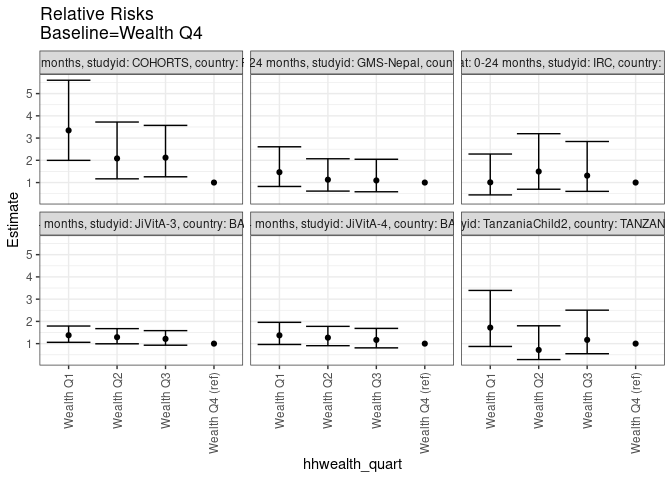 Relative Risks
Baseline=Wealth Q4
months, studyid: COHORTS, country:
24 months, studyid: GMS-Nepal,
at: 0-24 months, studyid: IRC, country:
5
4
3
2
1
Estimate
months, studyid: JiVitA-3, country: BA
months, studyid: JiVitA-4, country: BA
yid: TanzaniaChild2, country: TANZAN
5
4
3
2
1
Wealth Q1
Wealth Q2
Wealth Q3
Wealth Q4 (ref)
Wealth Q1
Wealth Q2
Wealth Q3
Wealth Q4 (ref)
Wealth Q1
Wealth Q2
Wealth Q3
Wealth Q4 (ref)
hhwealth_quart